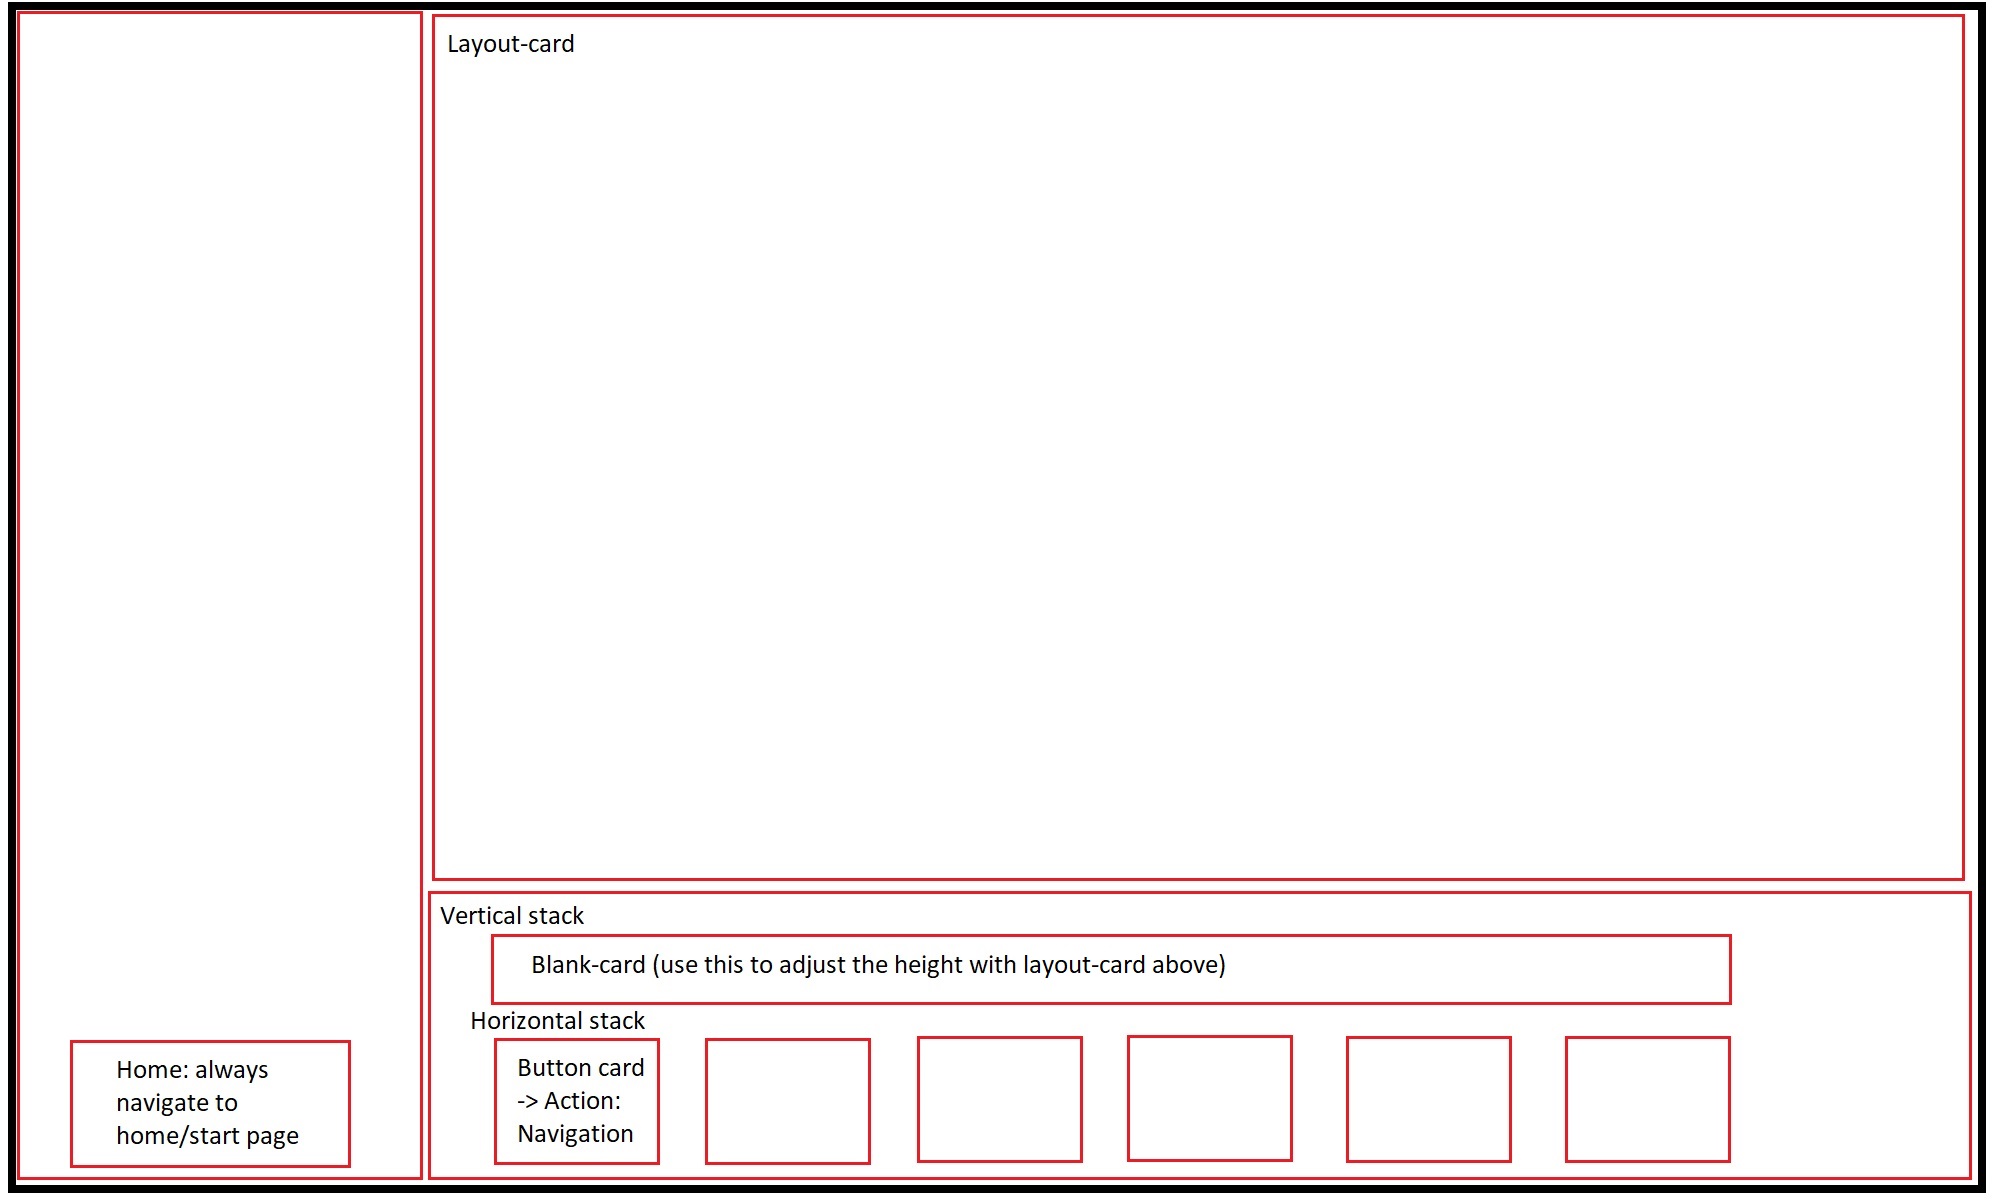 Layout-card
Vertical stack
Blank-card (use this to adjust the height with layout-card above)
Horizontal stack
Button card
-> Action:
Navigation
Home: always
navigate to
home/start page